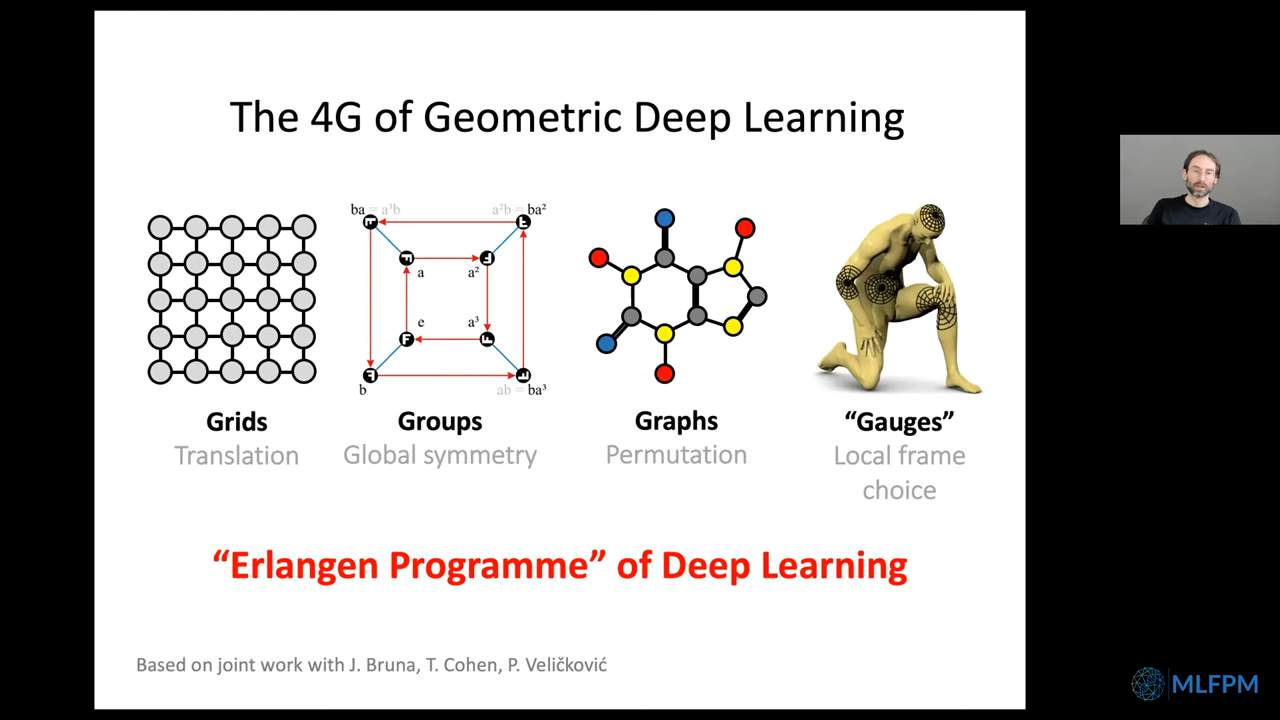 The 4G of Geometric Deep Learning
ba = a³b
a²b = ba²
a
a²
e
a³
b
ab = ba³
Grids
Translation
Groups
Global symmetry
Graphs
Permutation
“Gauges”
Local frame
choice
“Erlangen Programme” of Deep Learning
Based on joint work with J. Bruna, T. Cohen, P. Veličković
MLFPM